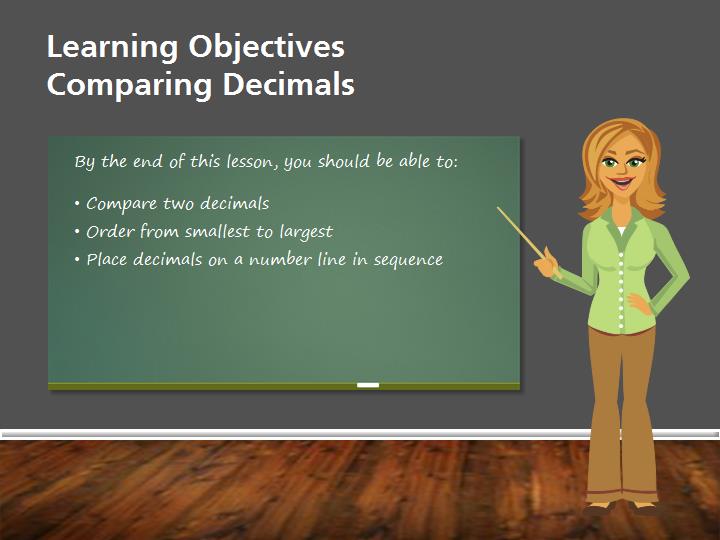 Learning Objectives
Comparing Decimals
By the end of this lesson, you should be able to:
• Compare two decimals
• Order from smallest to largest
• Place decimals on a number line in sequence